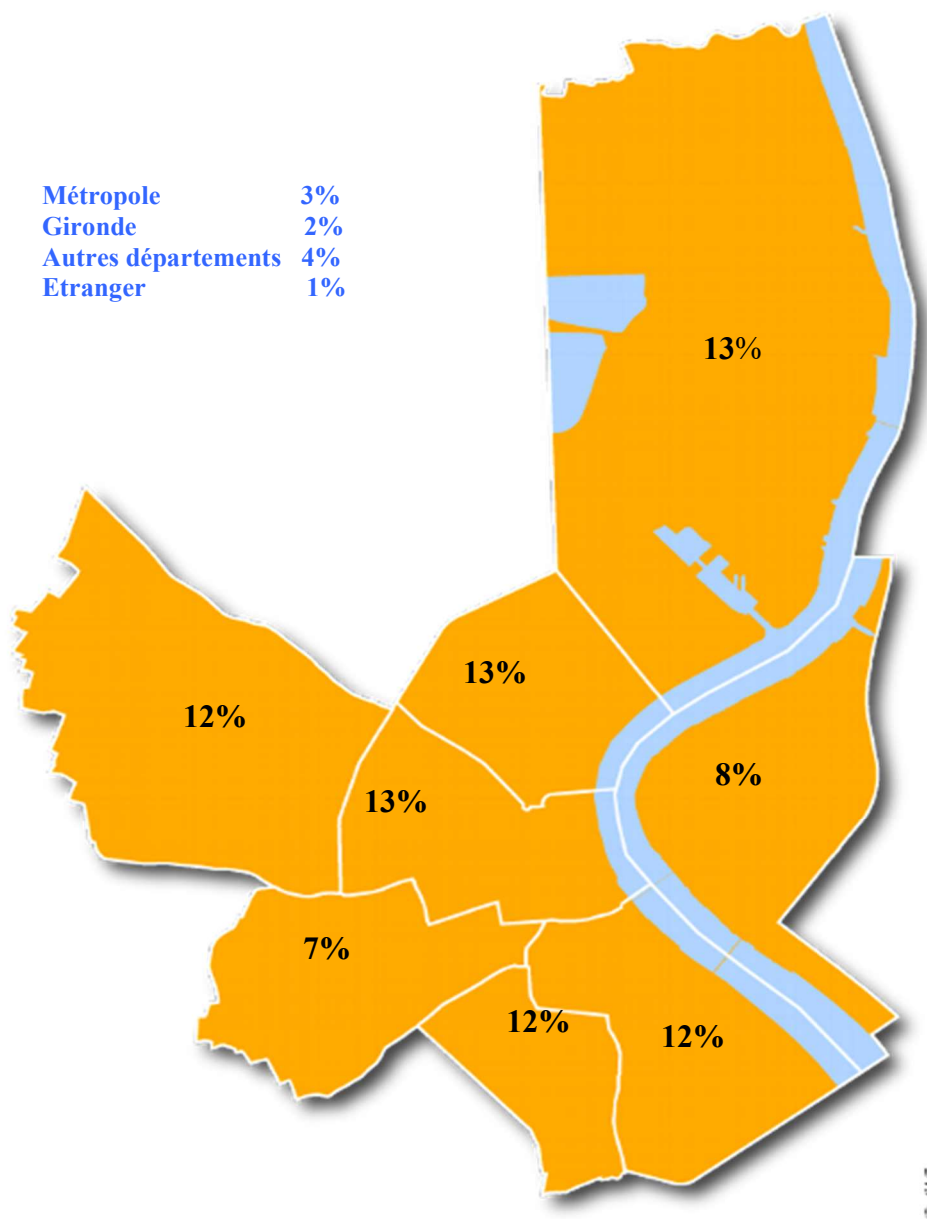 Métropole 3%
Gironde 2%
Autres départements 4%
Etranger 1%
13%
13%
12%
8%
13%
7%
12%
12%